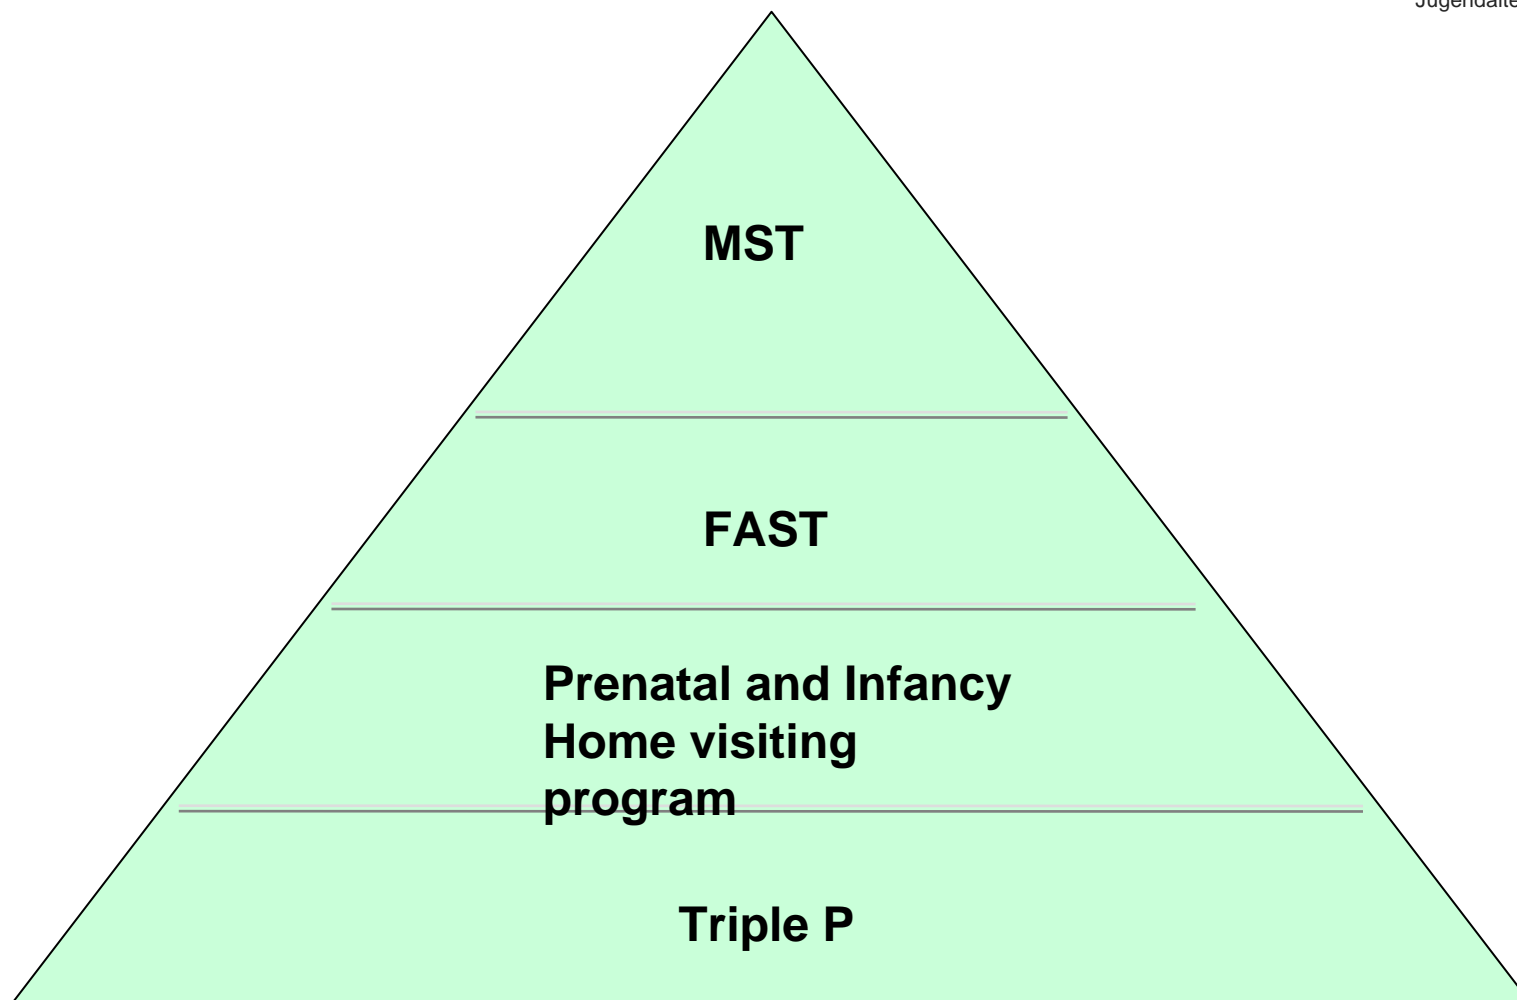 MST
FAST
Prenatal and Infancy
Home visiting
program
Triple P